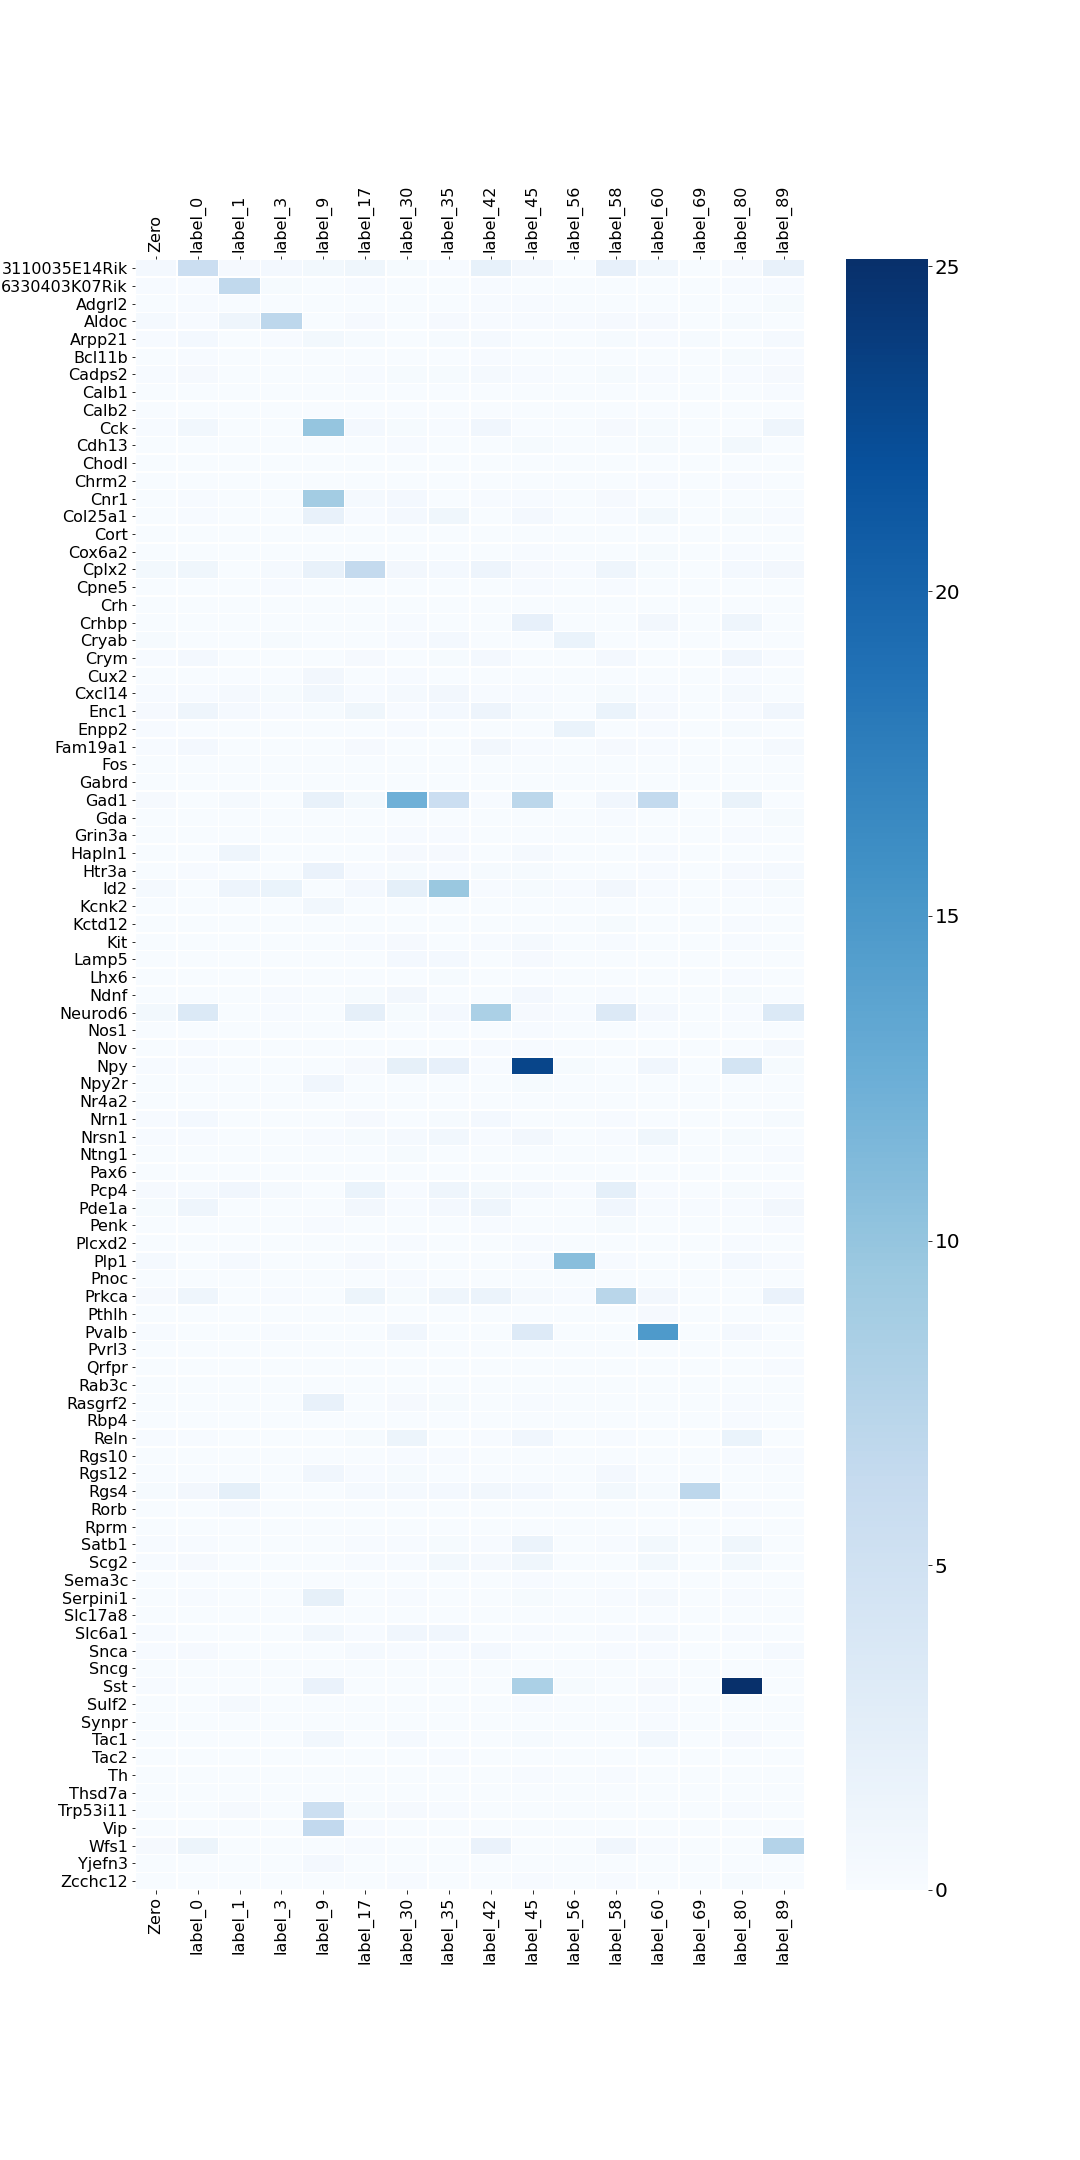 Zero label_0 label_1 label_3 label_9 label_17 label_30 label_35 label_42 label_45 label_56 label_58 label_60 label_69 label_80 label_89
3110035E14Rik
6330403K07Rik
Adgrl2
Aldoc
Arpp21
Bcl11b
Cadps2
Calb1
Calb2
Cck
Cdh13
Chodl
Chrm2
Cnr1
Col25a1
Cort
Cox6a2
Cplx2
Cpne5
Crh
Crhbp
Cryab
Crym
Cux2
Cxcl14
Enc1
Enpp2
Fam19a1
Fos
Gabrd
Gad1
Gda
Grin3a
Hapln1
Htr3a
Id2
Kcnk2
Kctd12
Kit
Lamp5
Lhx6
Ndnf
Neurod6
Nos1
Nov
Npy
Npy2r
Nr4a2
Nrn1
Nrsn1
Ntng1
Pax6
Pcp4
Pde1a
Penk
Plcxd2
Plp1
Pnoc
Prkca
Pthlh
Pvalb
Pvrl3
Qrfpr
Rab3c
Rasgrf2
Rbp4
Reln
Rgs10
Rgs12
Rgs4
Rorb
Rprm
Satb1
Scg2
Sema3c
Serpini1
Slc17a8
Slc6a1
Snca
Sncg
Sst
Sulf2
Synpr
Tac1
Tac2
Th
Thsd7a
Trp53i11
Vip
Wfs1
Yjefn3
Zcchc12
Zero label_0 label_1 label_3 label_9 label_17 label_30 label_35 label_42 label_45 label_56 label_58 label_60 label_69 label_80 label_89
25
20
15
10
5
0